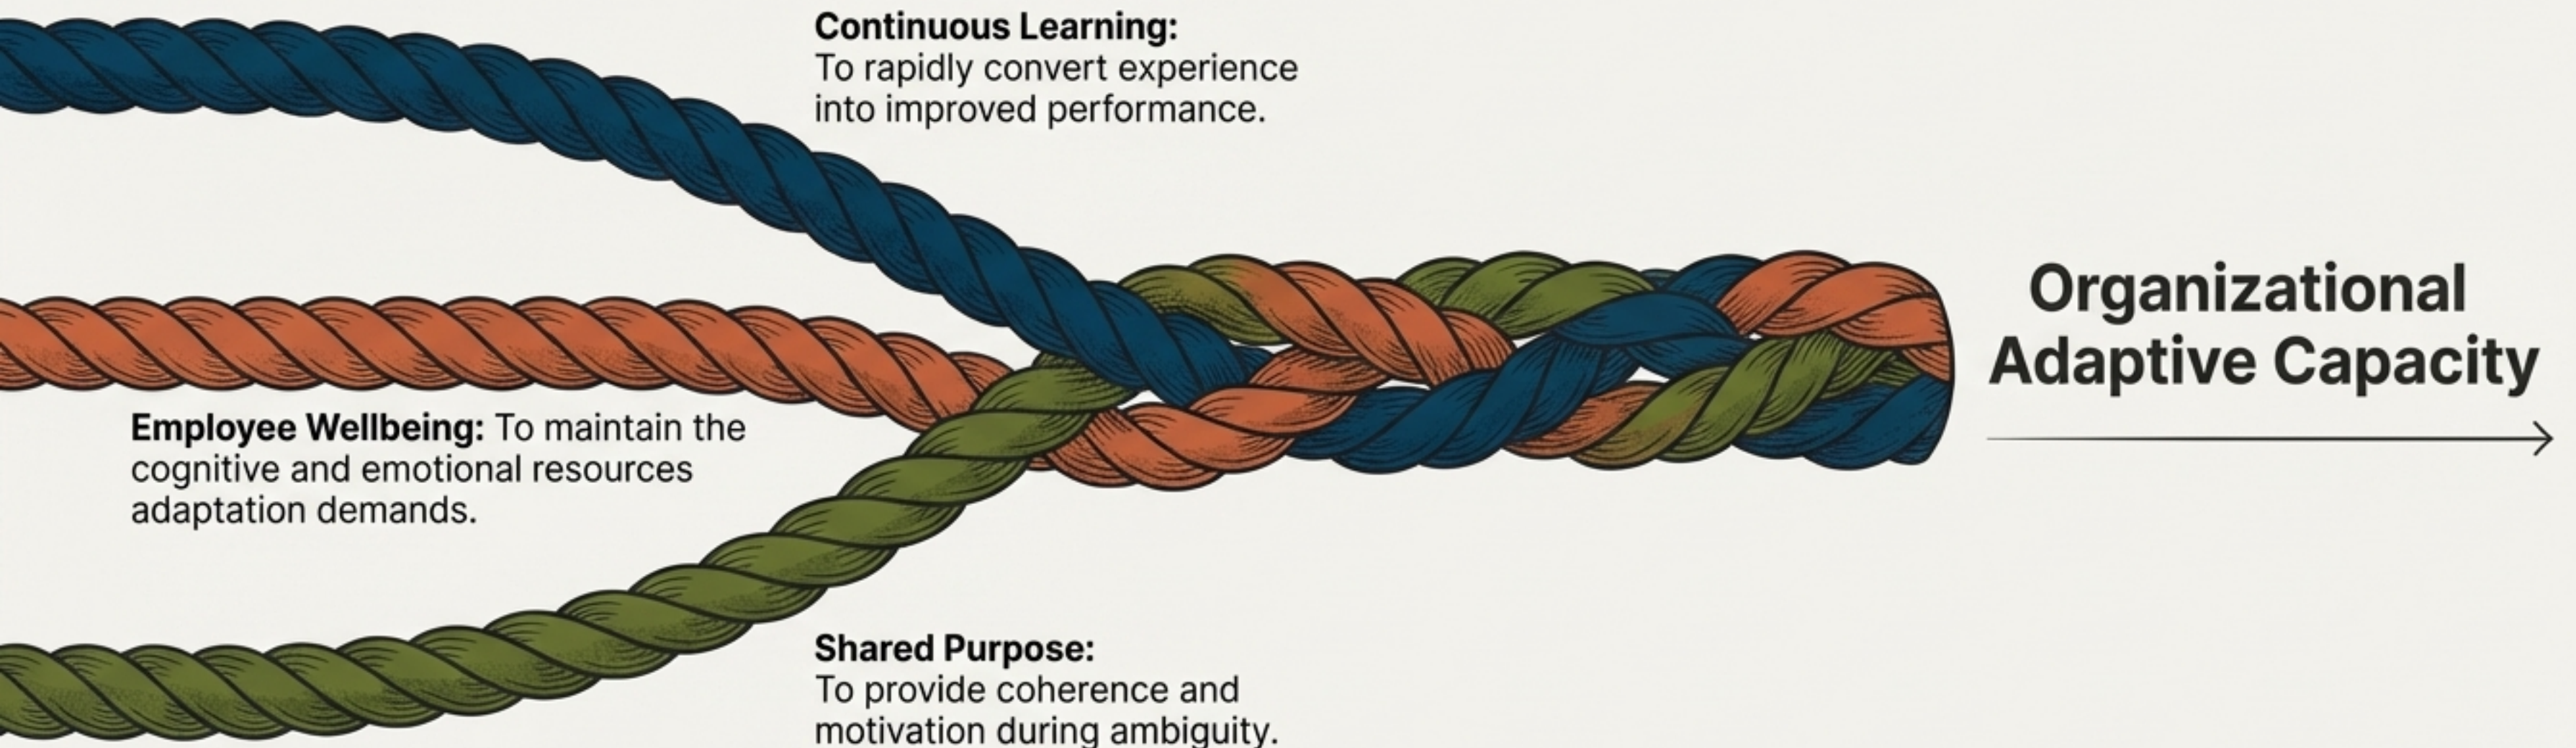 Continuous Learning:
To rapidly convert experience
into improved performance.
Organizational
Adaptive Capacity
Employee Wellbeing: To maintain the
cognitive and emotional resources
adaptation demands.
Shared Purpose:
To provide coherence and
motivation during ambiguity.